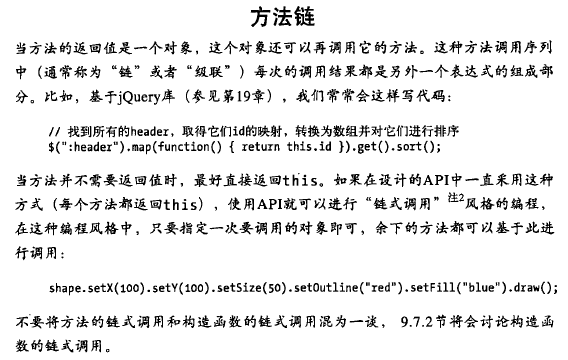 方法链
当方法的返回值是一个对象，这个对象还可以再调用它的方法。这种方法调用序列
中（通常称为“链”或者“级联”）每次的调用结果都是另外一个表达式的组成部
分。比如，基于jQuery库（参见第19章），我们常常会这样写代码：
// 找到所有的header，取得它们id的映射，转换为数组并对它们进行排序
$(":header").map(function() { return this.id }).get().sort();
当方法并不需要返回值时，最好直接返回this。如果在设计的API中一直采用这种
方式（每个方法都返回this），使用API就可以进行“链式调用”注2风格的编程，
在这种编程风格中，只要指定一次要调用的对象即可，余下的方法都可以基于此进
行调用：
shape.setX(100).setY(100).setSize(50).setOutline("red").setFill("blue").draw();
不要将方法的链式调用和构造函数的链式调用混为一谈，9.7.2节将会讨论构造函
数的链式调用。